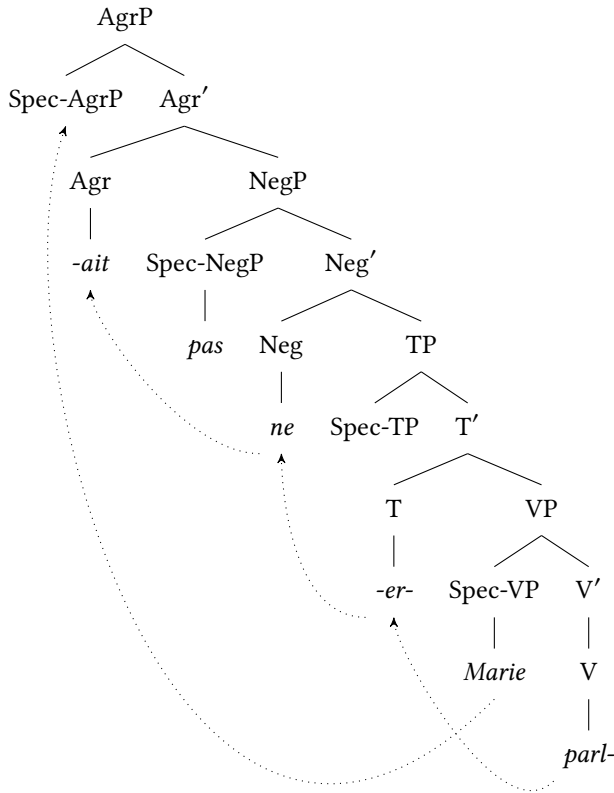 AgrP
Spec-AgrP Agr′
Agr NegP
-ait Spec-NegP Neg′
pas Neg TP
ne Spec-TP T′
T VP
-er- Spec-VP V′
Marie V
parl-